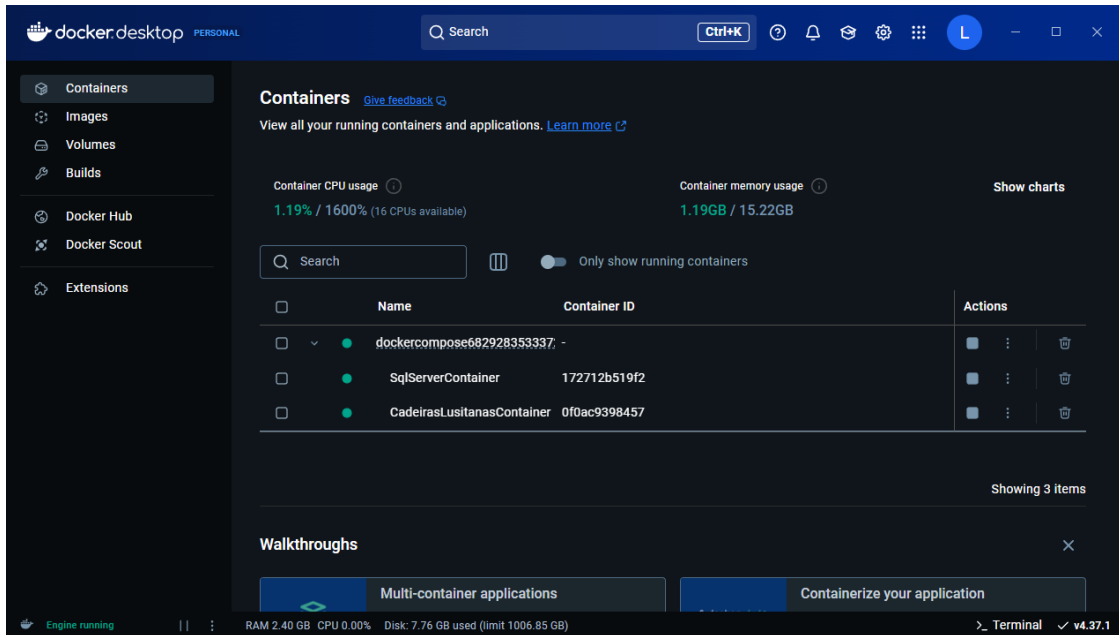 docker.desktop PERSONAL
Search Ctrl+K
L
Containers
Images
Volumes
Builds
Docker Hub
Docker Scout
Extensions
Containers Give feedback
View all your running containers and applications. Learn more
Container CPU usage
1.19% / 1600% (16 CPUs available)
Container memory usage
1.19GB / 15.22GB
Show charts
Search
Only show running containers
Name Container ID Actions
dockercompose682928353337 -
SqlServerContainer 172712b519f2
CadeirasLusitanasContainer 0f0ac9398457
Showing 3 items
Walkthroughs
Multi-container applications
Containerize your application
Engine running
RAM 2.40 GB CPU 0.00% Disk: 7.76 GB used (limit 1006.85 GB)
>_ Terminal
v4.37.1